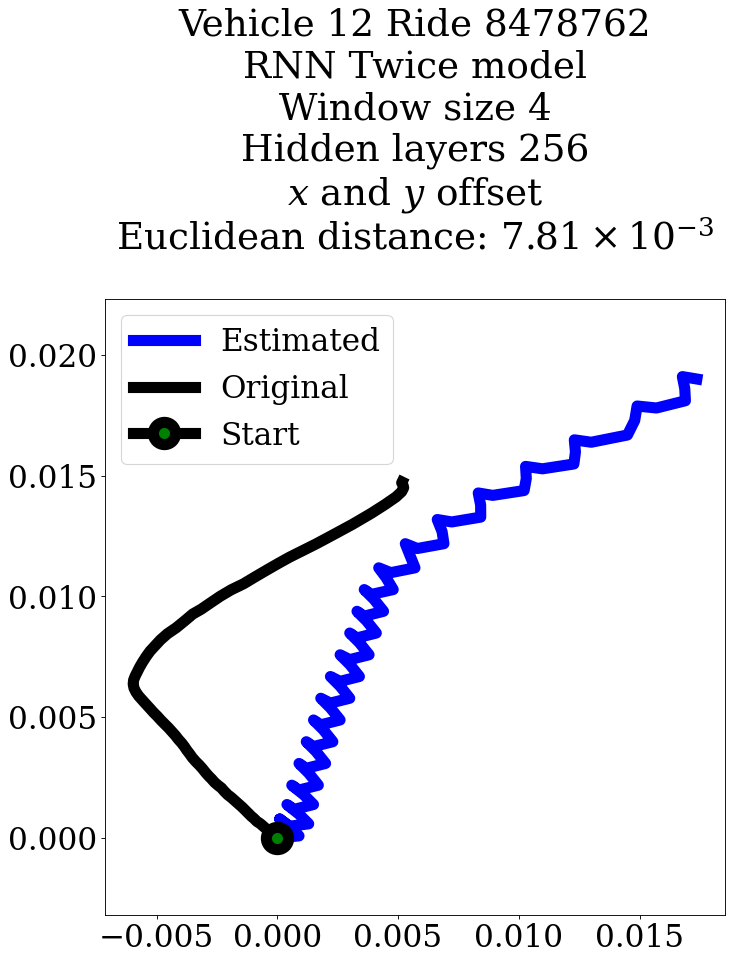 Vehicle 12 Ride 8478762
RNN Twice model
Window size 4
Hidden layers 256
x and y offset
Euclidean distance: 7.81 × 10⁻³
Estimated
Original
Start
0.020
0.015
0.010
0.005
0.000
−0.005 0.000 0.005 0.010 0.015